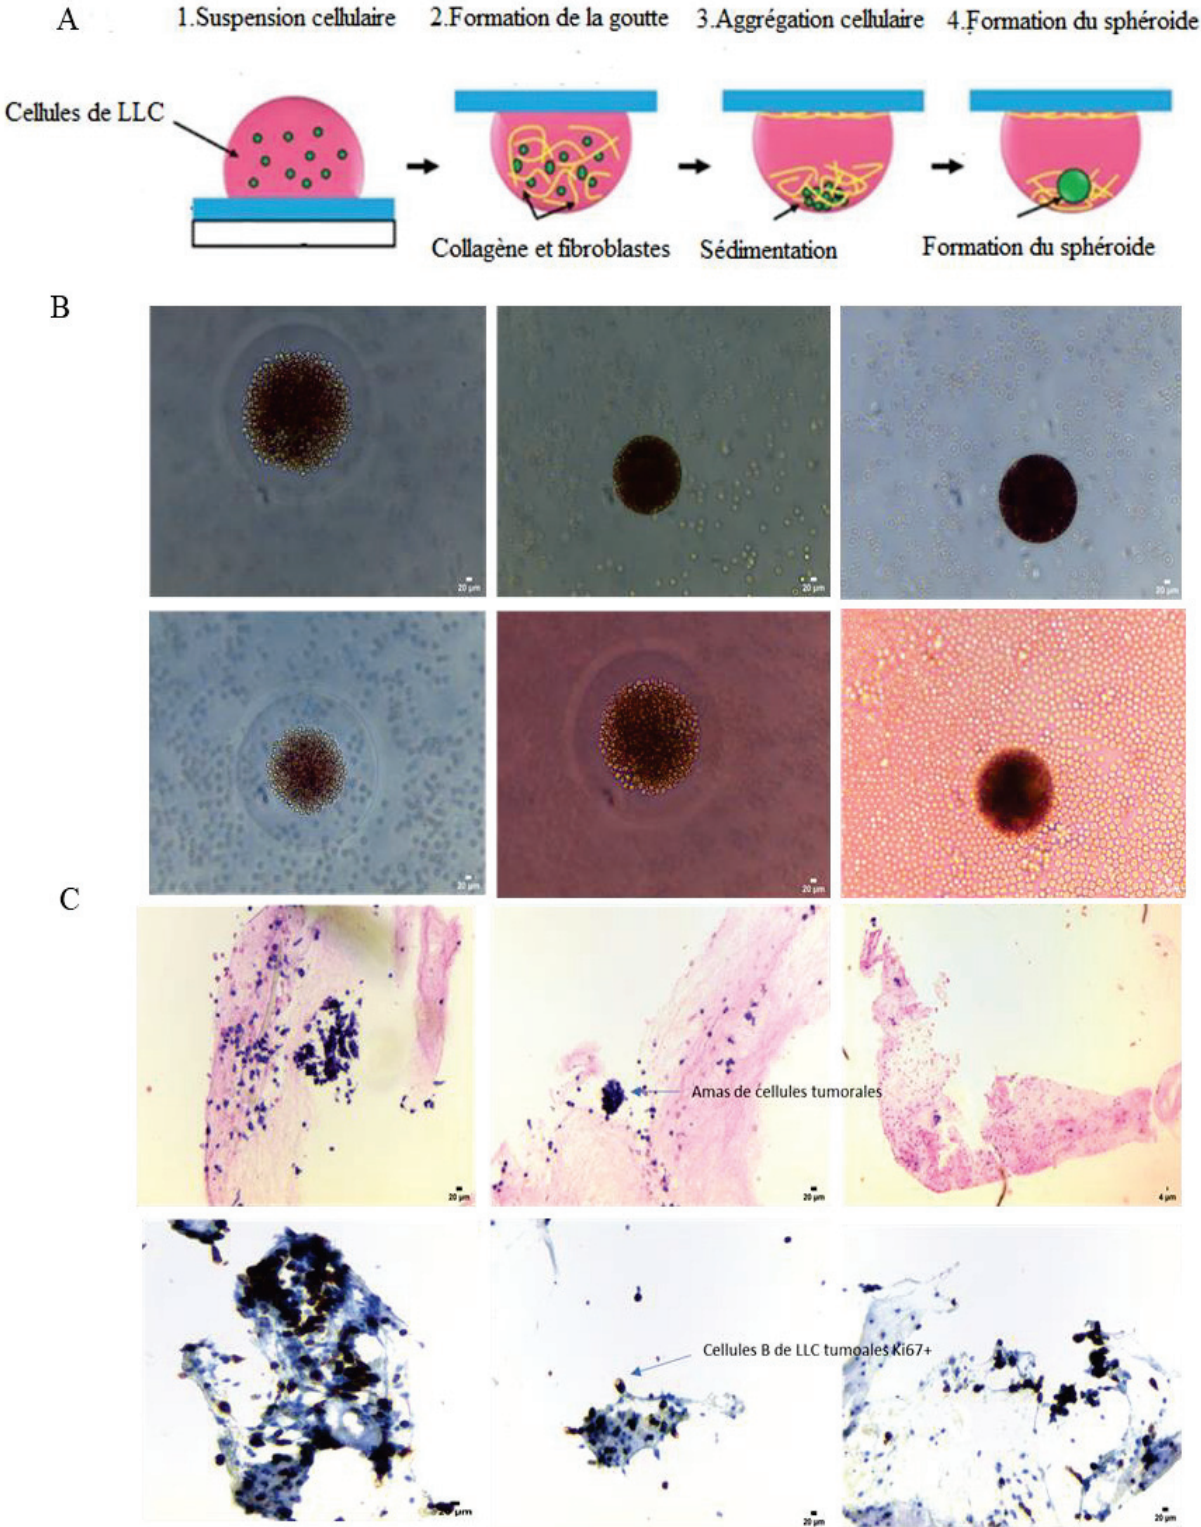 A
1.Suspension cellulaire
2.Formation de la goutte
3.Aggrégation cellulaire
4.Formation du sphéroide
Cellules de LLC
Collagène et fibroblastes
Sédimentation
Formation du sphéroide
B
20 µm
20 µm
20 µm
20 µm
20 µm
C
Amas de cellules tumorales
20 µm
20 µm
4 µm
Cellules B de LLC tumoales Ki67+
20 µm
20 µm
20 µm